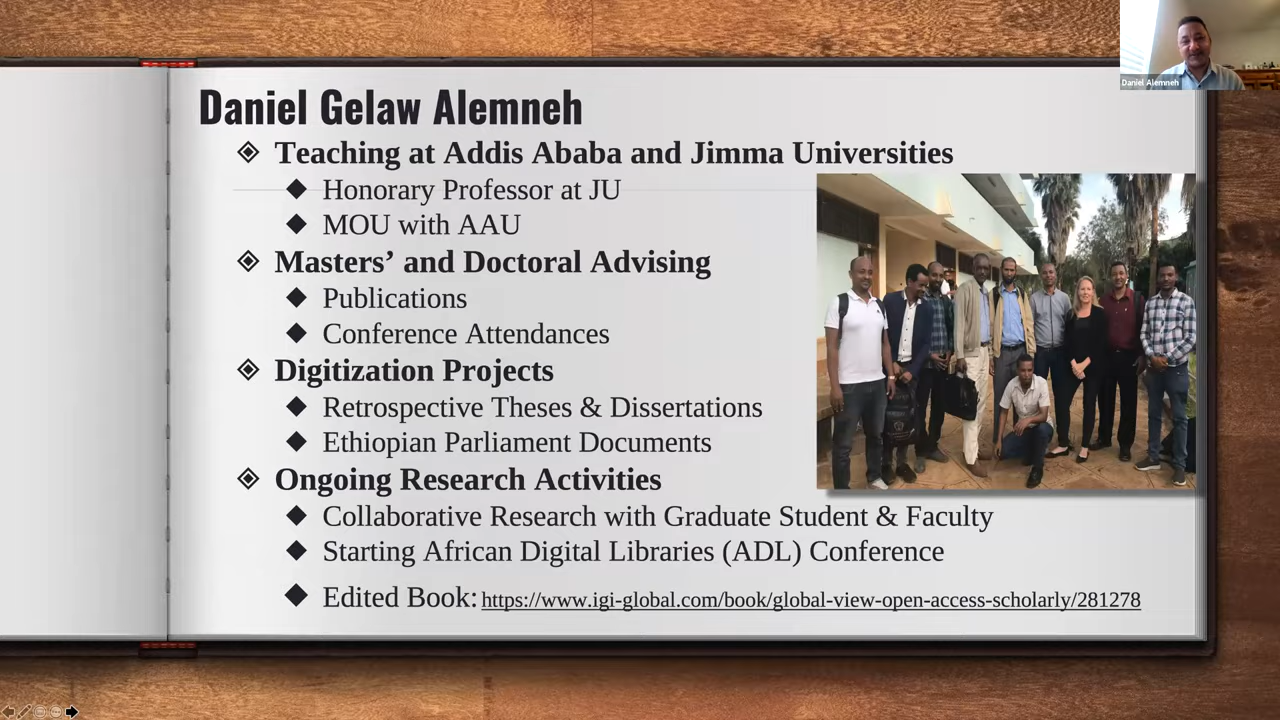 Daniel Alemneh
Daniel Gelaw Alemneh
Teaching at Addis Ababa and Jimma Universities
Honorary Professor at JU
MOU with AAU
Masters’ and Doctoral Advising
Publications
Conference Attendances
Digitization Projects
Retrospective Theses & Dissertations
Ethiopian Parliament Documents
Ongoing Research Activities
Collaborative Research with Graduate Student & Faculty
Starting African Digital Libraries (ADL) Conference
Edited Book: https://www.igi-global.com/book/global-view-open-access-scholarly/281278